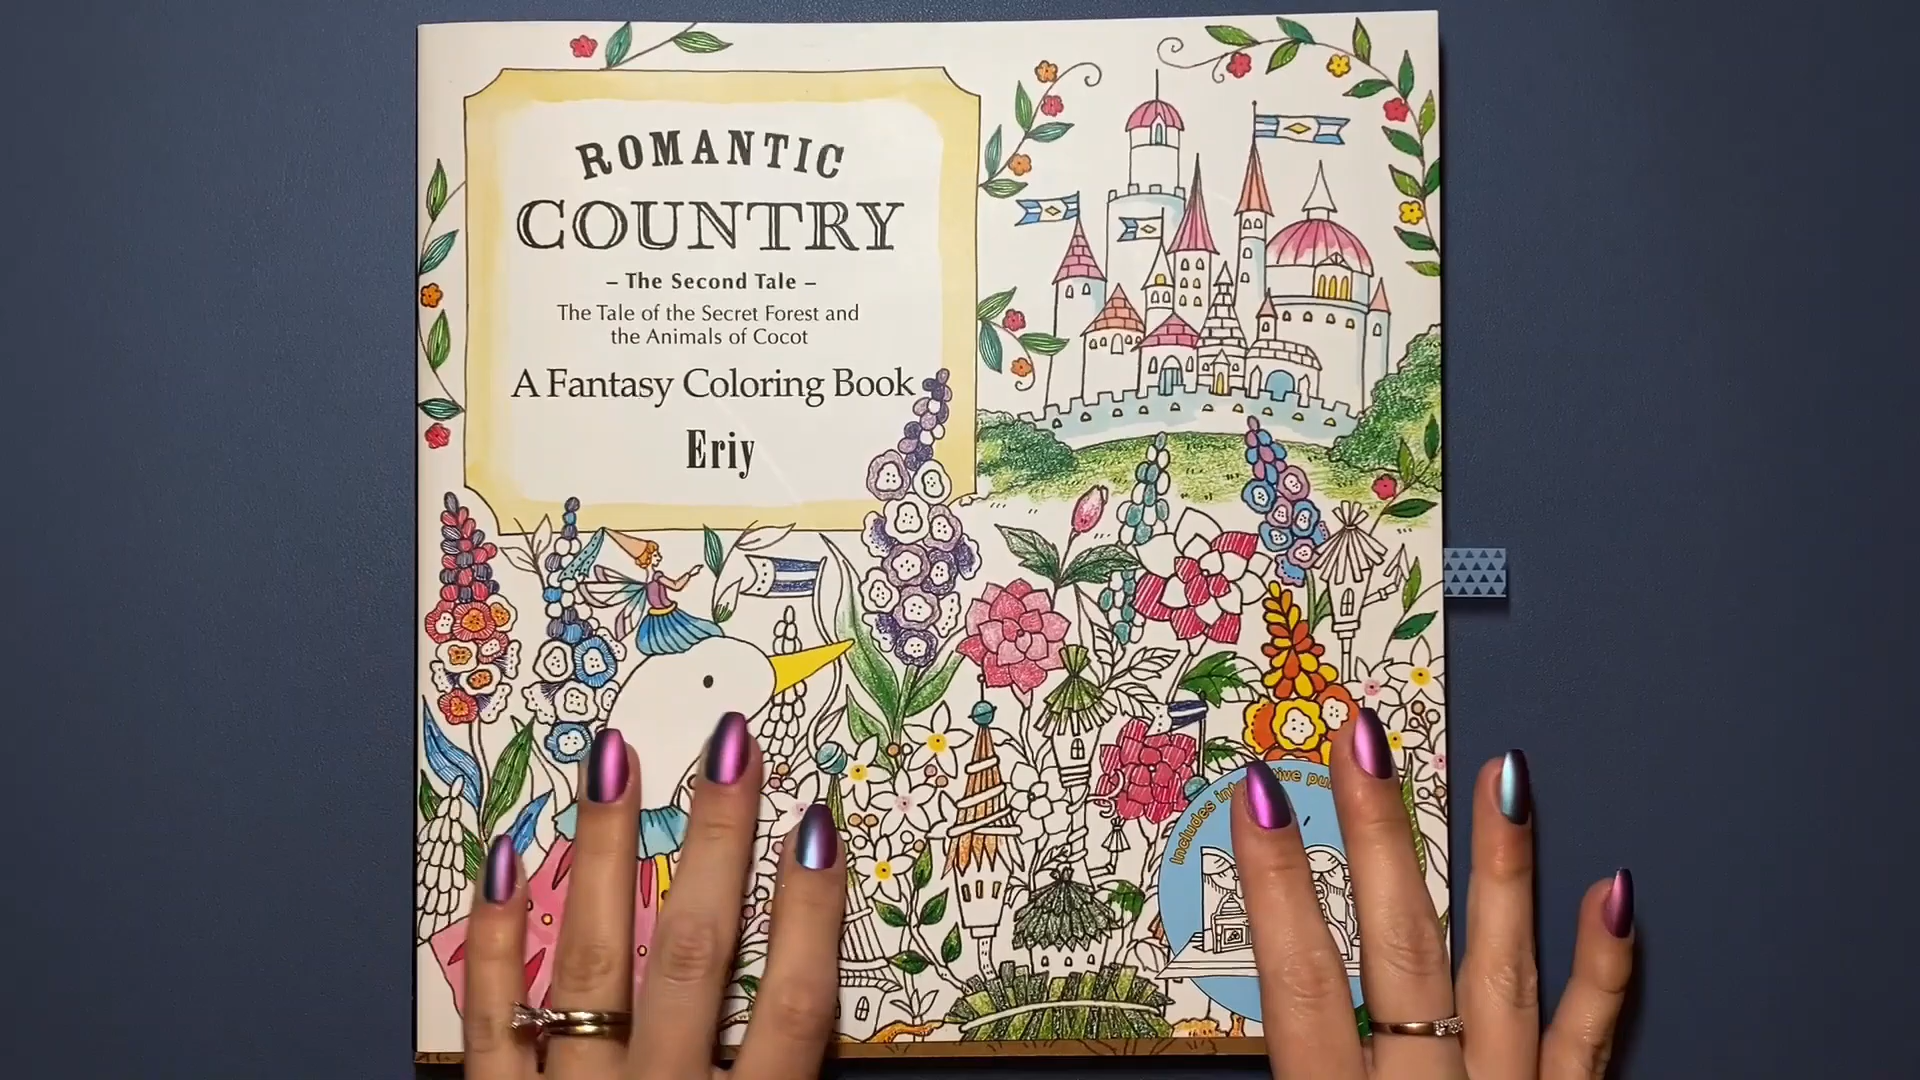 ROMANTIC
COUNTRY
– The Second Tale –
The Tale of the Secret Forest and
the Animals of Cocot
A Fantasy Coloring Book
Eriy
Includes